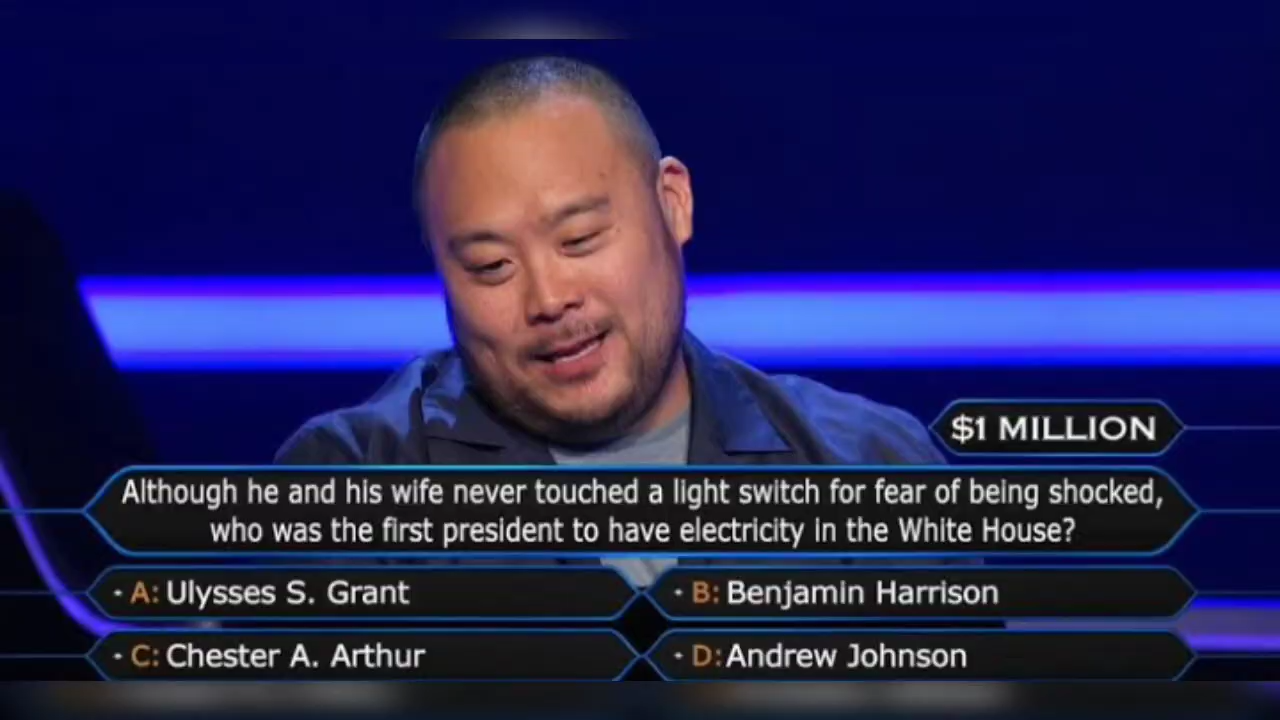 $1 MILLION
Although he and his wife never touched a light switch for fear of being shocked,
who was the first president to have electricity in the White House?
· A: Ulysses S. Grant
· B: Benjamin Harrison
· C: Chester A. Arthur
· D: Andrew Johnson